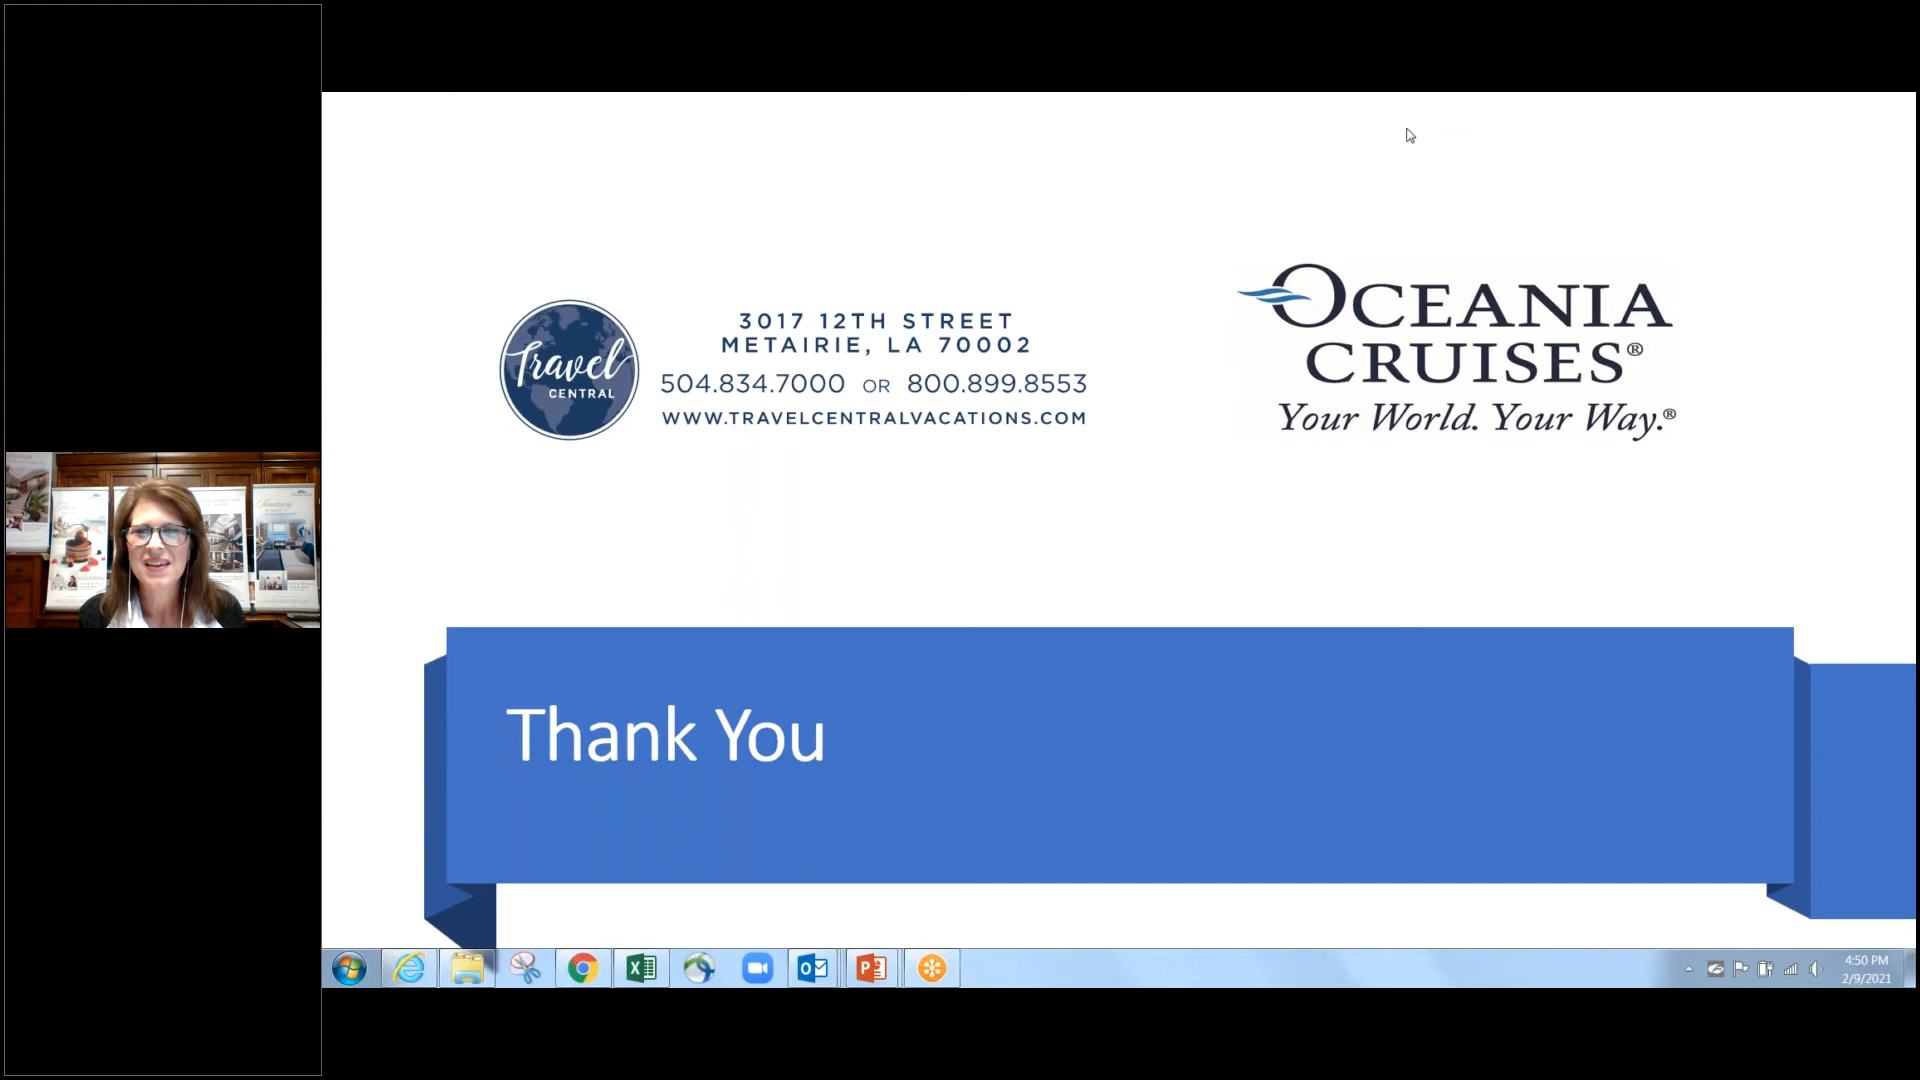 3017 12TH STREET
METAIRIE, LA 70002
504.834.7000 OR 800.899.8553
WWW.TRAVELCENTRALVACATIONS.COM
Travel
CENTRAL
OCEANIA
CRUISES®
Your World. Your Way.®
Thank You
4:50 PM
2/9/2021